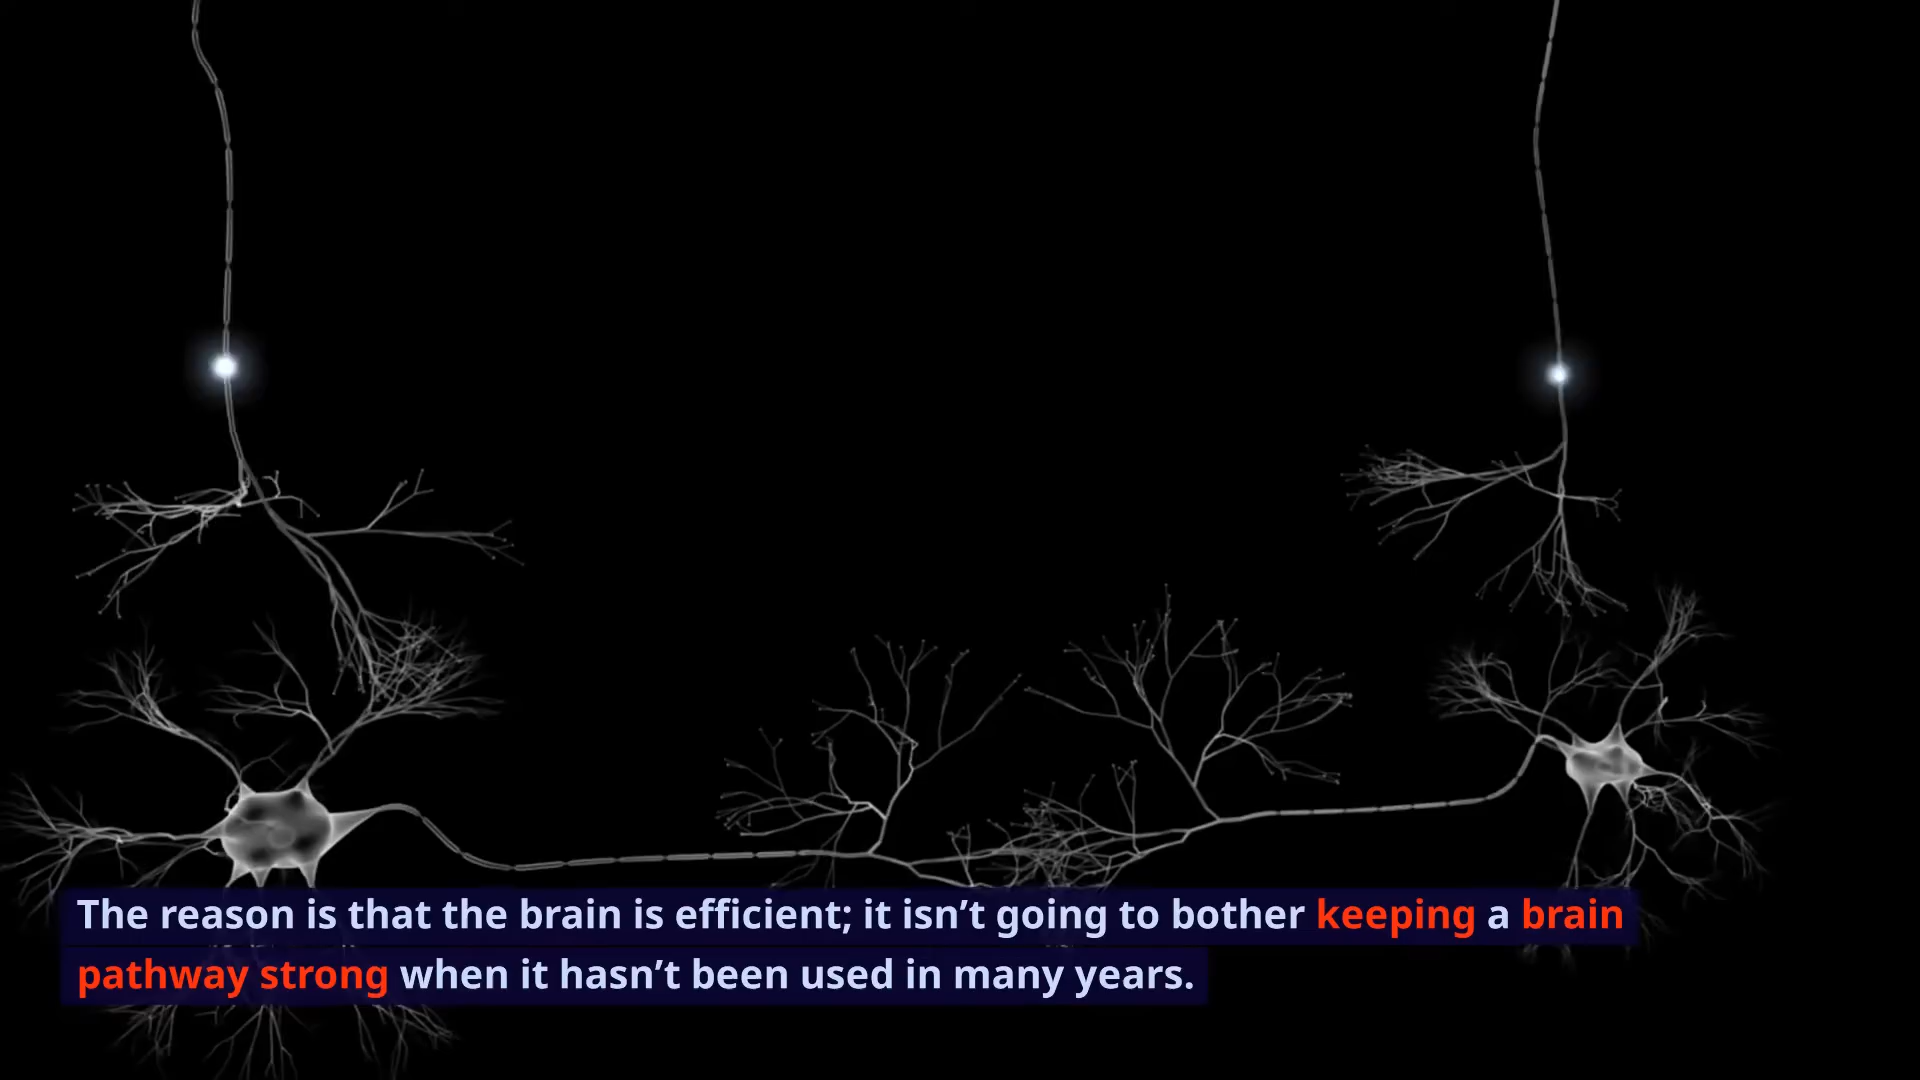 The reason is that the brain is efficient; it isn’t going to bother keeping a brain
pathway strong when it hasn’t been used in many years.